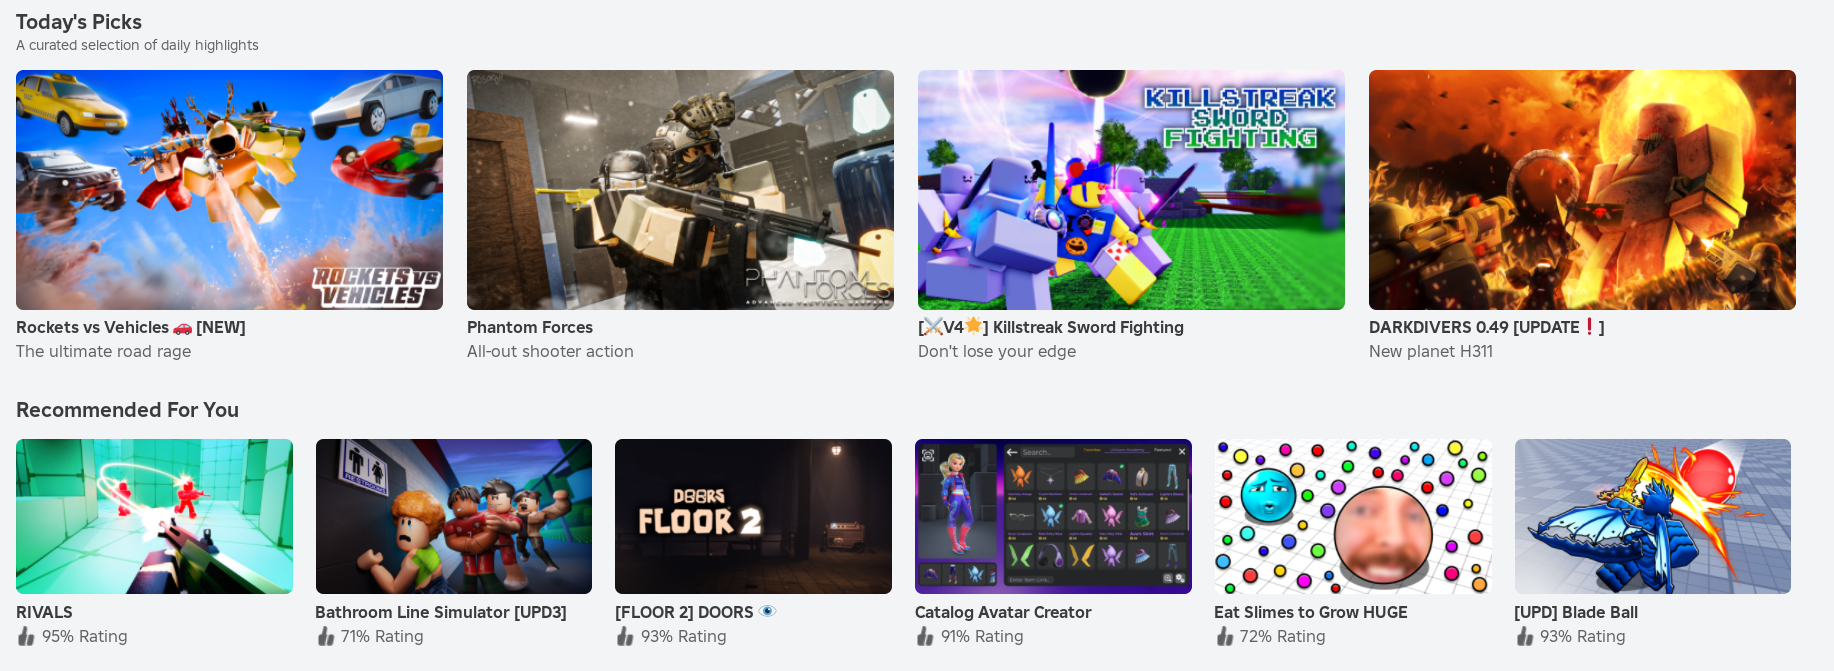 Today's Picks
A curated selection of daily highlights
ROCKETS VS
VEHICLES
PHANTOM
FORCES
KILLSTREAK
SWORD
FIGHTING
Rockets vs Vehicles 🚗 [NEW]
Phantom Forces
[⚔️V4🌟] Killstreak Sword Fighting
DARKDIVERS 0.49 [UPDATE❗]
The ultimate road rage
All-out shooter action
Don't lose your edge
New planet H311
Recommended For You
RESTROOMS
DOORS
FLOOR 2
Search...
Featured
RIVALS
Bathroom Line Simulator [UPD3]
[FLOOR 2] DOORS 👁️
Catalog Avatar Creator
Eat Slimes to Grow HUGE
[UPD] Blade Ball
95% Rating
71% Rating
93% Rating
91% Rating
72% Rating
93% Rating